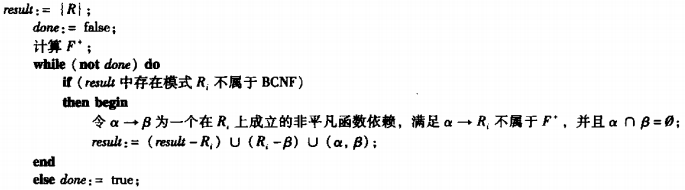 result := {R};
done := false;
计算 F⁺;
while (not done) do
if (result 中存在模式 Rᵢ 不属于 BCNF)
then begin
令 α → β 为一个在 Rᵢ 上成立的非平凡函数依赖，满足 α → Rᵢ 不属于 F⁺，并且 α ∩ β = Ø;
result := (result - Rᵢ) ∪ (Rᵢ - β) ∪ (α, β);
end
else done := true;